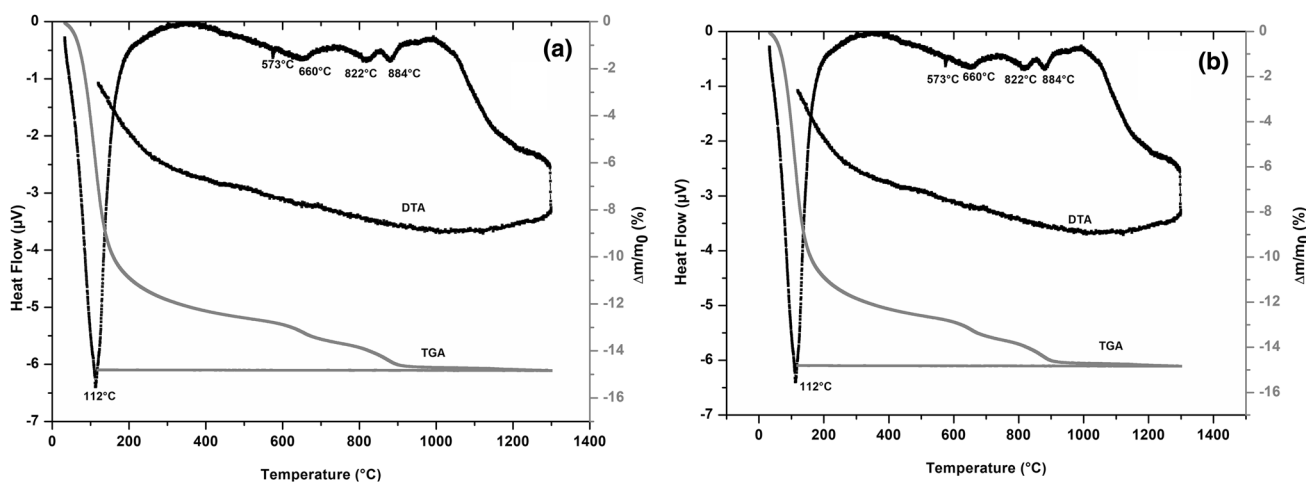 (a)
Heat Flow (µV)
0
-1
-2
-3
-4
-5
-6
-7
573°C
660°C
822°C
884°C
DTA
TGA
112°C
0
-2
-4
-6
-8
-10
-12
-14
-16
Δm/m0 (%)
0 200 400 600 800 1000 1200 1400
Temperature (°C)
(b)
Heat Flow (µV)
0
-1
-2
-3
-4
-5
-6
-7
573°C
660°C
822°C
884°C
DTA
TGA
112°C
0
-2
-4
-6
-8
-10
-12
-14
-16
Δm/m0 (%)
0 200 400 600 800 1000 1200 1400
Temperature (°C)